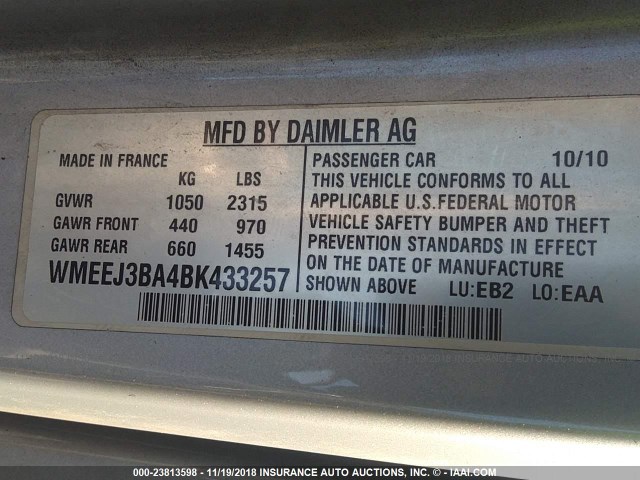 MFD BY DAIMLER AG
MADE IN FRANCE
KG LBS
GVWR 1050 2315
GAWR FRONT 440 970
GAWR REAR 660 1455
WMEEJ3BA4BK433257
PASSENGER CAR 10/10
THIS VEHICLE CONFORMS TO ALL
APPLICABLE U.S.FEDERAL MOTOR
VEHICLE SAFETY BUMPER AND THEFT
PREVENTION STANDARDS IN EFFECT
ON THE DATE OF MANUFACTURE
SHOWN ABOVE LU:EB2 LO:EAA
000-23813598 - 11/19/2018 INSURANCE AUTO AUCTIONS, INC. - © - IAAI.COM